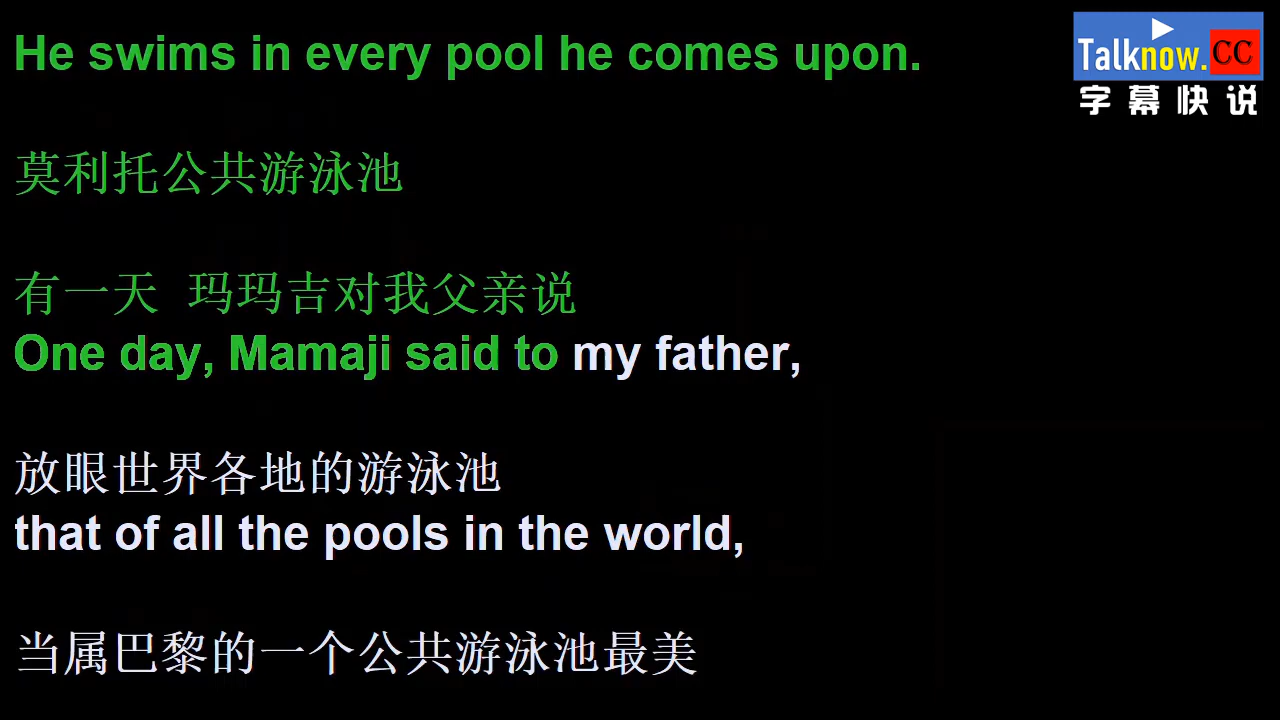 He swims in every pool he comes upon.
Talknow.CC
字幕快说
莫利托公共游泳池
有一天 玛玛吉对我父亲说
One day, Mamaji said to my father,
放眼世界各地的游泳池
that of all the pools in the world,
当属巴黎的一个公共游泳池最美